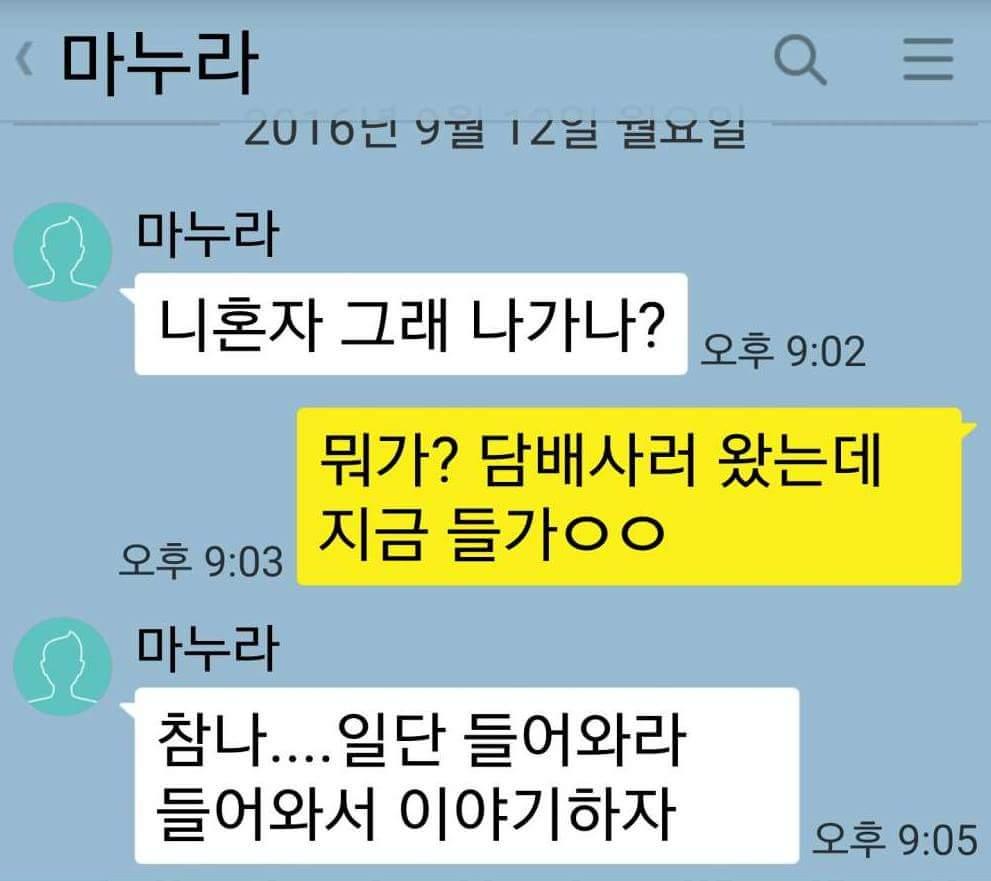 마누라
2016년 9월 12일 월요일
마누라
니혼자 그래 나가나?
오후 9:02
뭐가? 담배사러 왔는데
지금 들가ㅇㅇ
오후 9:03
마누라
참나....일단 들어와라
들어와서 이야기하자
오후 9:05